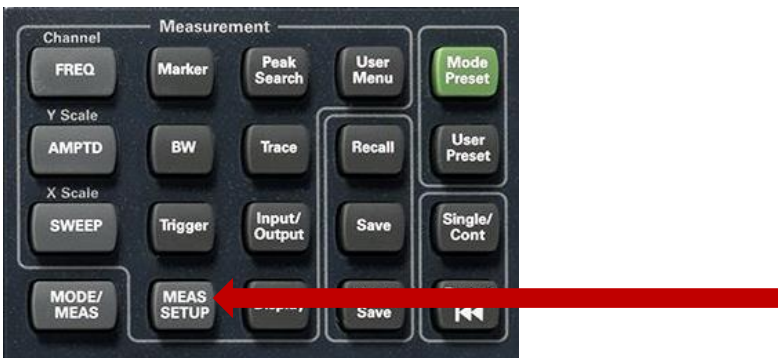 Measurement
Channel
FREQ
Marker
Peak
Search
User
Menu
Mode
Preset
Y Scale
AMPTD
BW
Trace
Recall
User
Preset
X Scale
SWEEP
Trigger
Input/
Output
Save
Single/
Cont
MODE/
MEAS
MEAS
SETUP
Display
Save